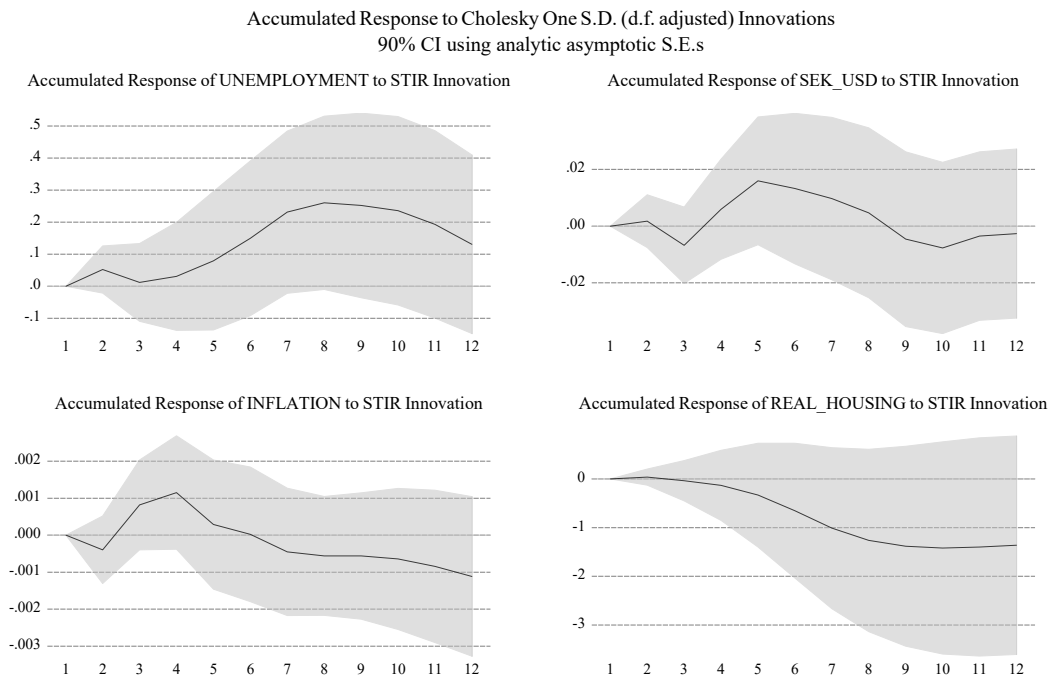 Accumulated Response to Cholesky One S.D. (d.f. adjusted) Innovations
90% CI using analytic asymptotic S.E.s
Accumulated Response of UNEMPLOYMENT to STIR Innovation
.5
.4
.3
.2
.1
.0
-.1
1 2 3 4 5 6 7 8 9 10 11 12
Accumulated Response of SEK_USD to STIR Innovation
.02
.00
-.02
1 2 3 4 5 6 7 8 9 10 11 12
Accumulated Response of INFLATION to STIR Innovation
.002
.001
.000
-.001
-.002
-.003
1 2 3 4 5 6 7 8 9 10 11 12
Accumulated Response of REAL_HOUSING to STIR Innovation
0
-1
-2
-3
1 2 3 4 5 6 7 8 9 10 11 12